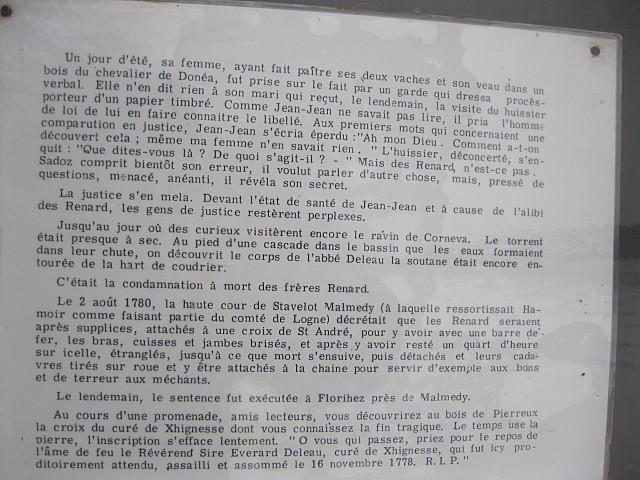 Un jour d'été, sa femme, ayant fait paître ses deux vaches et son veau dans un
bois du chevalier de Donéa, fut prise sur le fait par un garde qui dressa procès-
verbal. Elle n'en dit rien à son mari qui reçut, le lendemain, la visite du huissier
porteur d'un papier timbré. Comme Jean-Jean ne savait pas lire, il pria l'homme
de loi de lui en faire connaître le libellé. Aux premiers mots qui concernaient une
comparution en justice, Jean-Jean s'écria éperdu :"Ah mon Dieu. Comment a-t-on
découvert cela ; même ma femme n'en savait rien. " L'huissier, déconcerté, s'en-
quit : "Que dites-vous là ? De quoi s'agit-il ? - " Mais des Renard, n'est-ce pas.
Sadoz comprit bientôt son erreur, il voulut parler d'autre chose, mais, pressé de
questions, menacé, anéanti, il révéla son secret.
La justice s'en mela. Devant l'état de santé de Jean-Jean et à cause de l'alibi
des Renard, les gens de justice restèrent perplexes.
Jusqu'au jour où des curieux visitèrent encore le ravin de Corneva. Le torrent
était presque à sec. Au pied d'une cascade dans le bassin que les eaux formaient
dans leur chute, on découvrit le corps de l'abbé Deleau la soutane était encore en-
tourée de la hart de coudrier.
C'était la condamnation à mort des frères Renard.
Le 2 août 1780, la haute cour de Stavelot Malmedy (à laquelle ressortissait Ha-
moir comme faisant partie du comté de Logne) décrétait que les Renard seraient
après supplices, attachés à une croix de St André, pour y avoir avec une barre de
fer, les bras, cuisses et jambes brisés, et après y avoir resté un quart d'heure
sur icelle, étranglés, jusqu'à ce que mort s'ensuive, puis détachés et leurs cada-
vres tirés sur roue et y être attachés à la chaine pour servir d'exemple aux bons
et de terreur aux méchants.
Le lendemain, le sentence fut exécutée à Florihez près de Malmedy.
Au cours d'une promenade, amis lecteurs, vous découvrirez au bois de Pierreux
la croix du curé de Xhignesse dont vous connaissez la fin tragique. Le temps use la
pierre, l'inscription s'efface lentement. " O vous qui passez, priez pour le repos de
l'âme de feu le Révérend Sire Everard Deleau, curé de Xhignesse, qui fut icy pro-
ditoirement attendu, assailli et assommé le 16 novembre 1778. R.I.P."